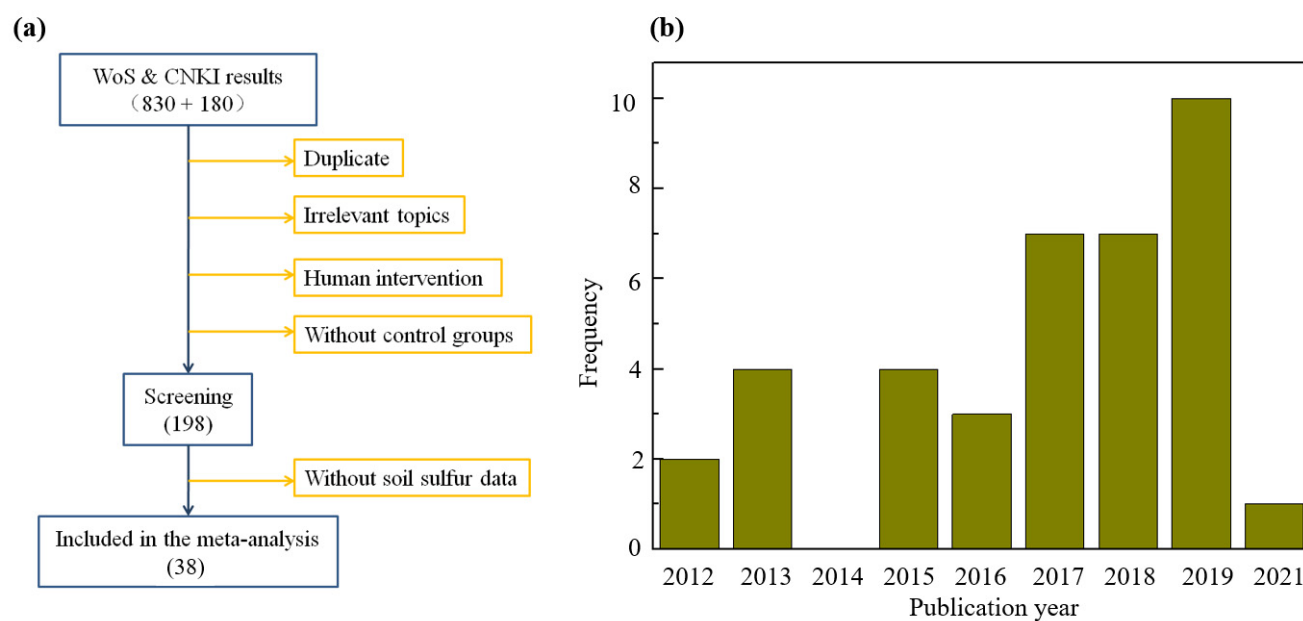 (a)
WoS & CNKI results
（830 + 180）
Duplicate
Irrelevant topics
Human intervention
Without control groups
Screening
(198)
Without soil sulfur data
Included in the meta-analysis
(38)
(b)
10
8
6
4
2
0
Frequency
2012 2013 2014 2015 2016 2017 2018 2019 2021
Publication year